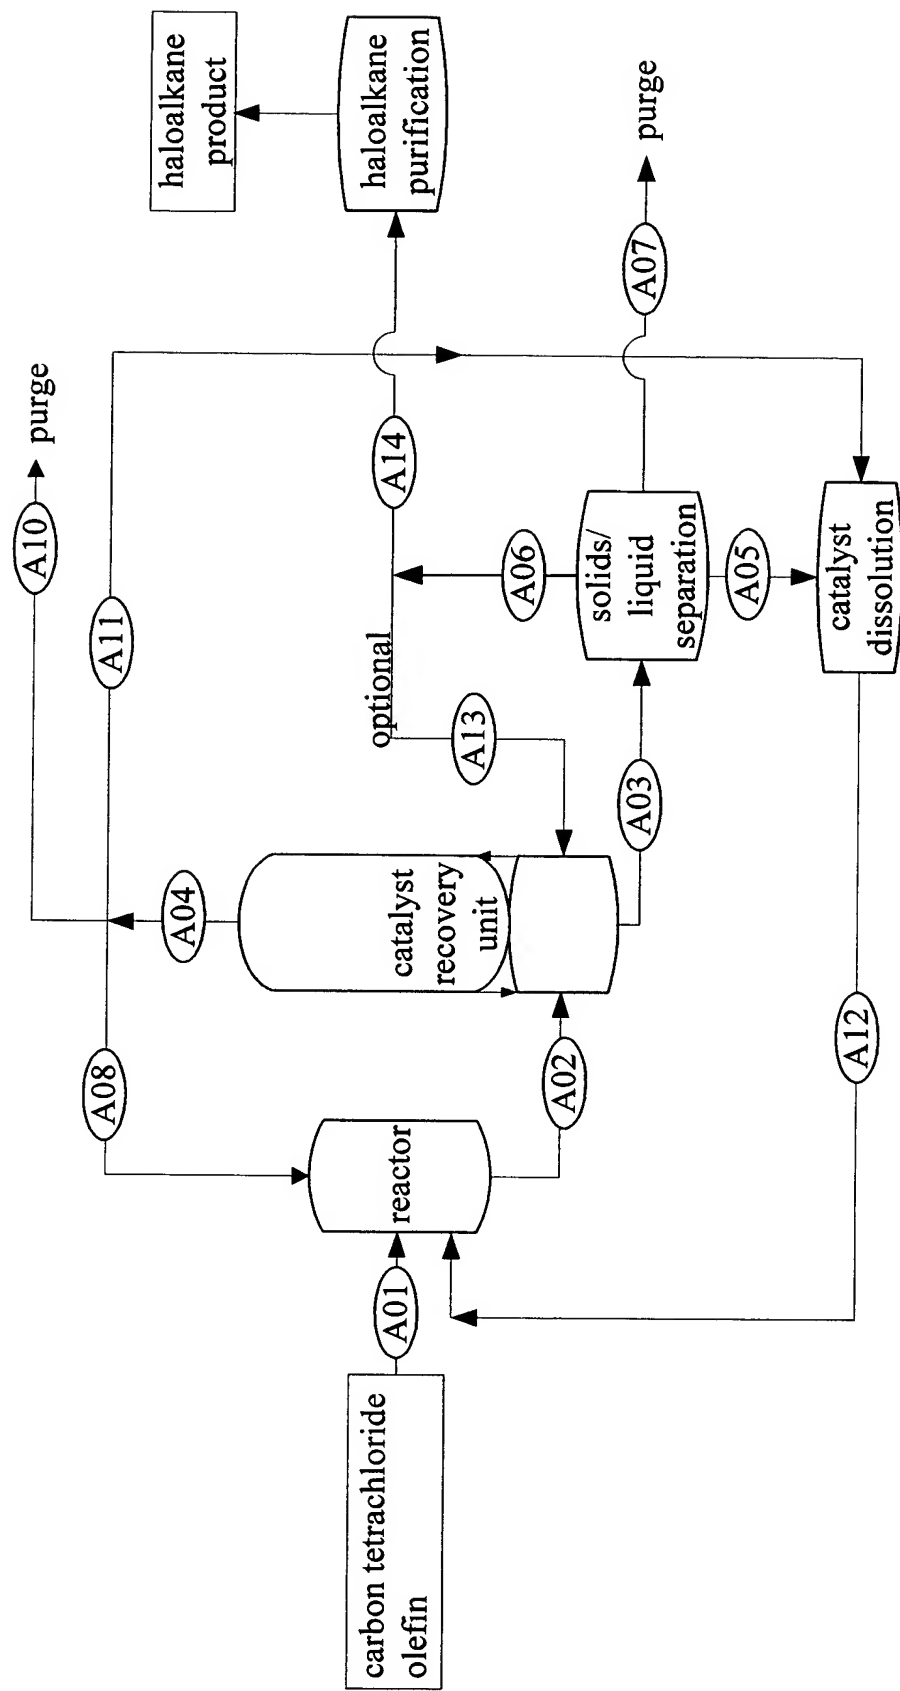 carbon tetrachloride
olefin
A01
reactor
A08
A02
A12
catalyst
recovery
unit
A04
A03
A13
optional
A11
A10
purge
A14
A06
solids/
liquid
separation
A05
catalyst
dissolution
A07
purge
haloalkane
purification
haloalkane
product